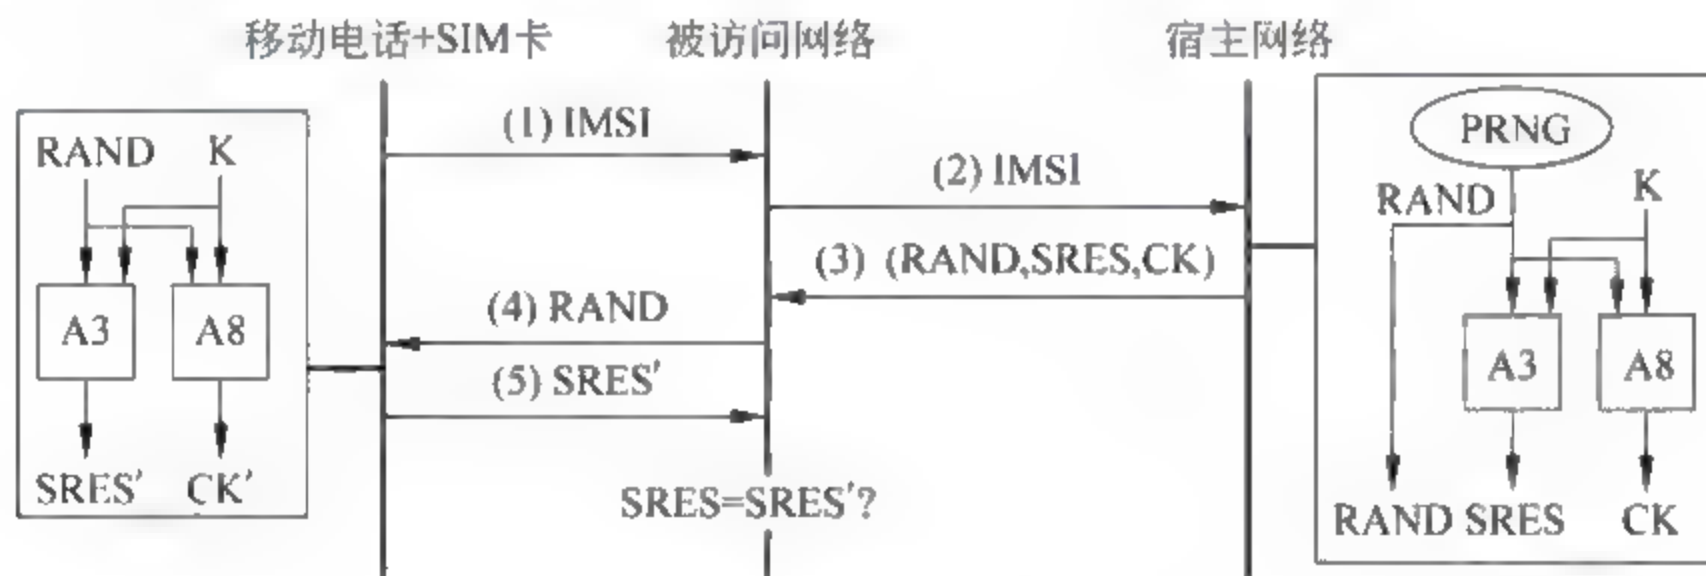 移动电话+SIM卡
被访问网络
宿主网络
RAND
K
A3
A8
SRES'
CK'
(1) IMSI
(2) IMSI
(3) (RAND,SRES,CK)
(4) RAND
(5) SRES'
SRES=SRES'?
PRNG
RAND
K
A3
A8
RAND
SRES
CK